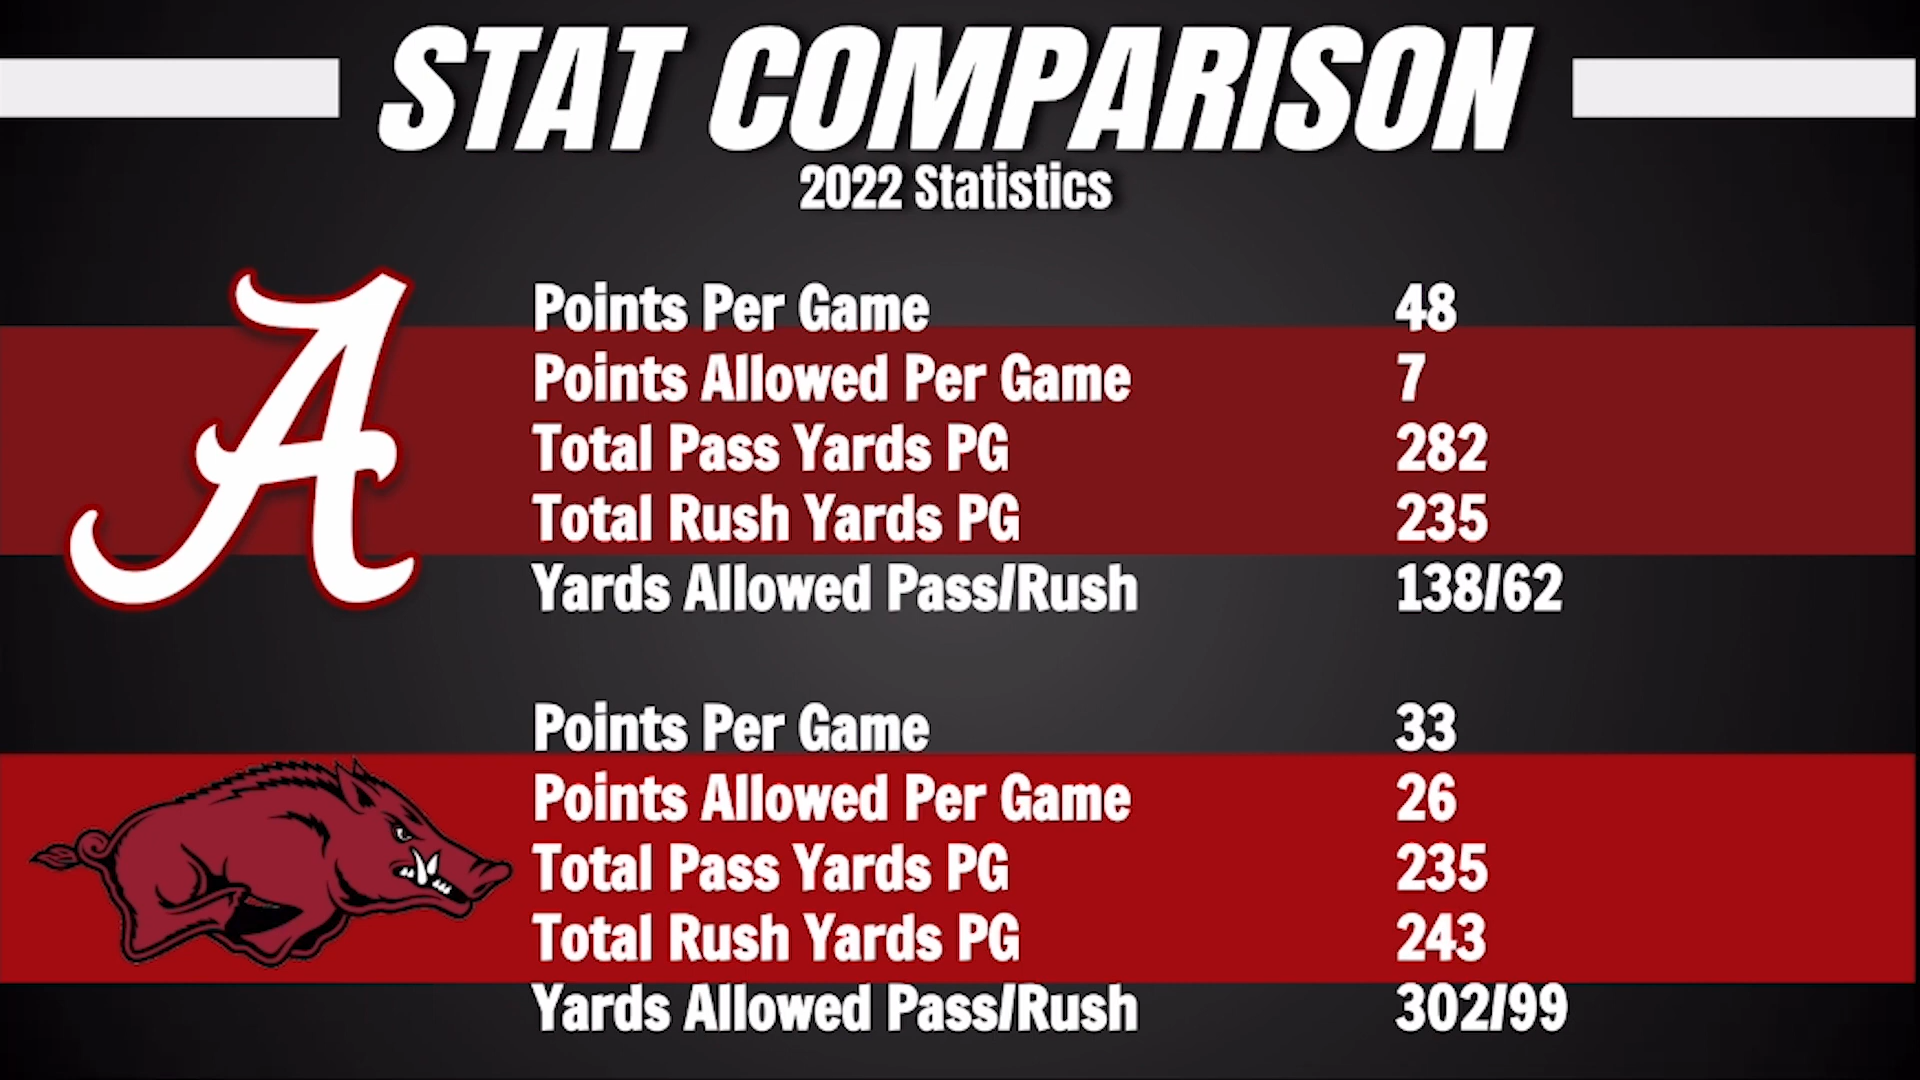 STAT COMPARISON
2022 Statistics
Points Per Game 48
Points Allowed Per Game 7
Total Pass Yards PG 282
Total Rush Yards PG 235
Yards Allowed Pass/Rush 138/62
Points Per Game 33
Points Allowed Per Game 26
Total Pass Yards PG 235
Total Rush Yards PG 243
Yards Allowed Pass/Rush 302/99